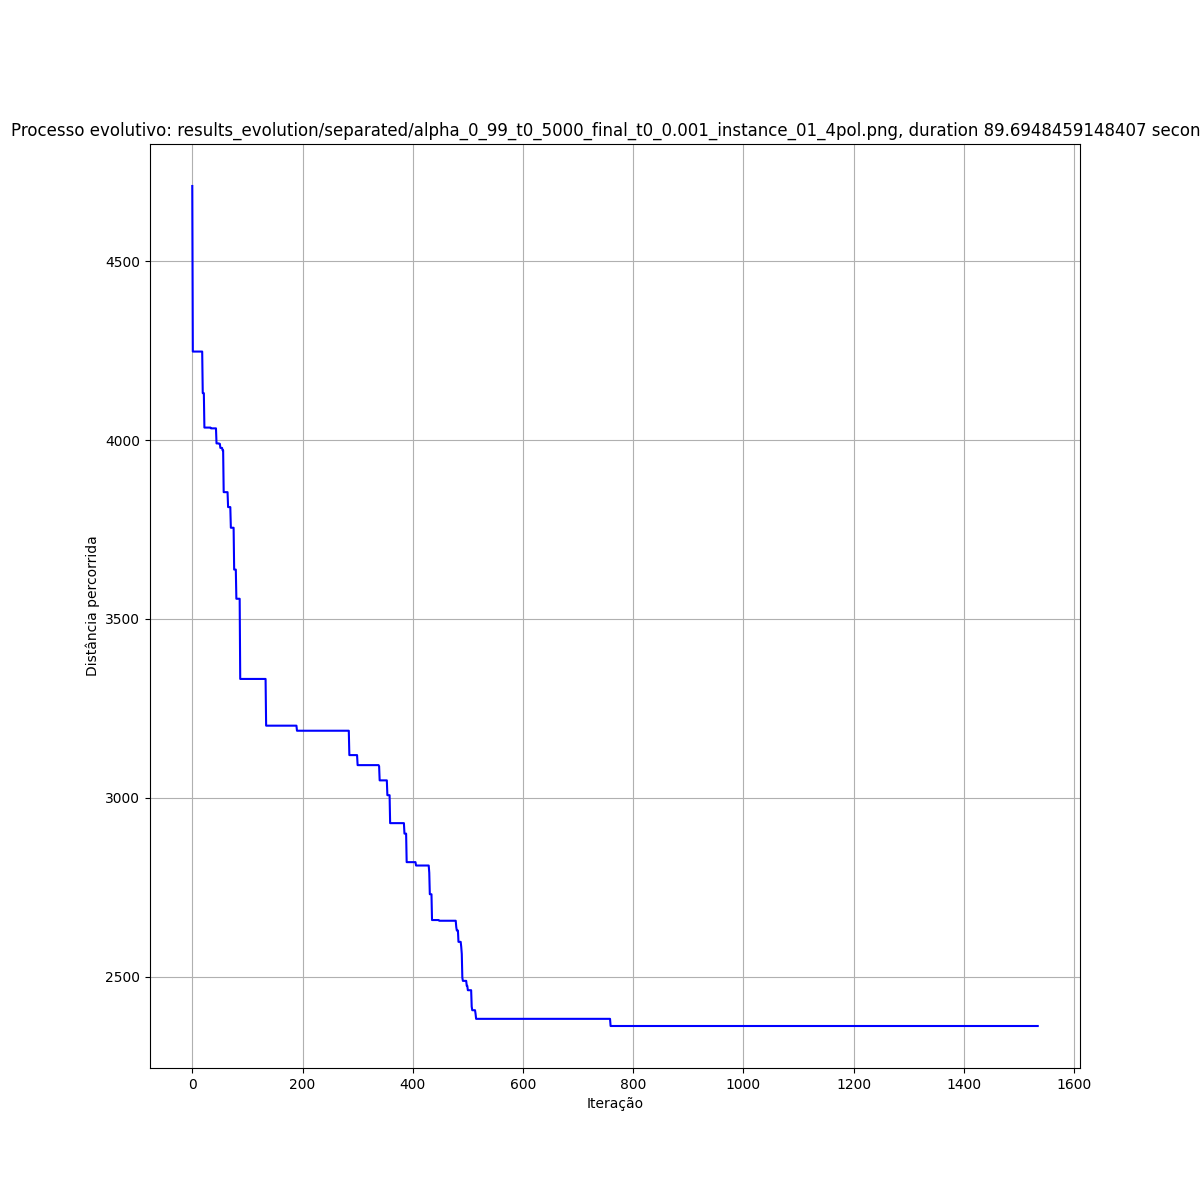 Processo evolutivo: results_evolution/separated/alpha_0_99_t0_5000_final_t0_0.001_instance_01_4pol.png, duration 89.6948459148407 secon
4500
4000
3500
3000
2500
Distância percorrida
0 200 400 600 800 1000 1200 1400 1600
Iteração